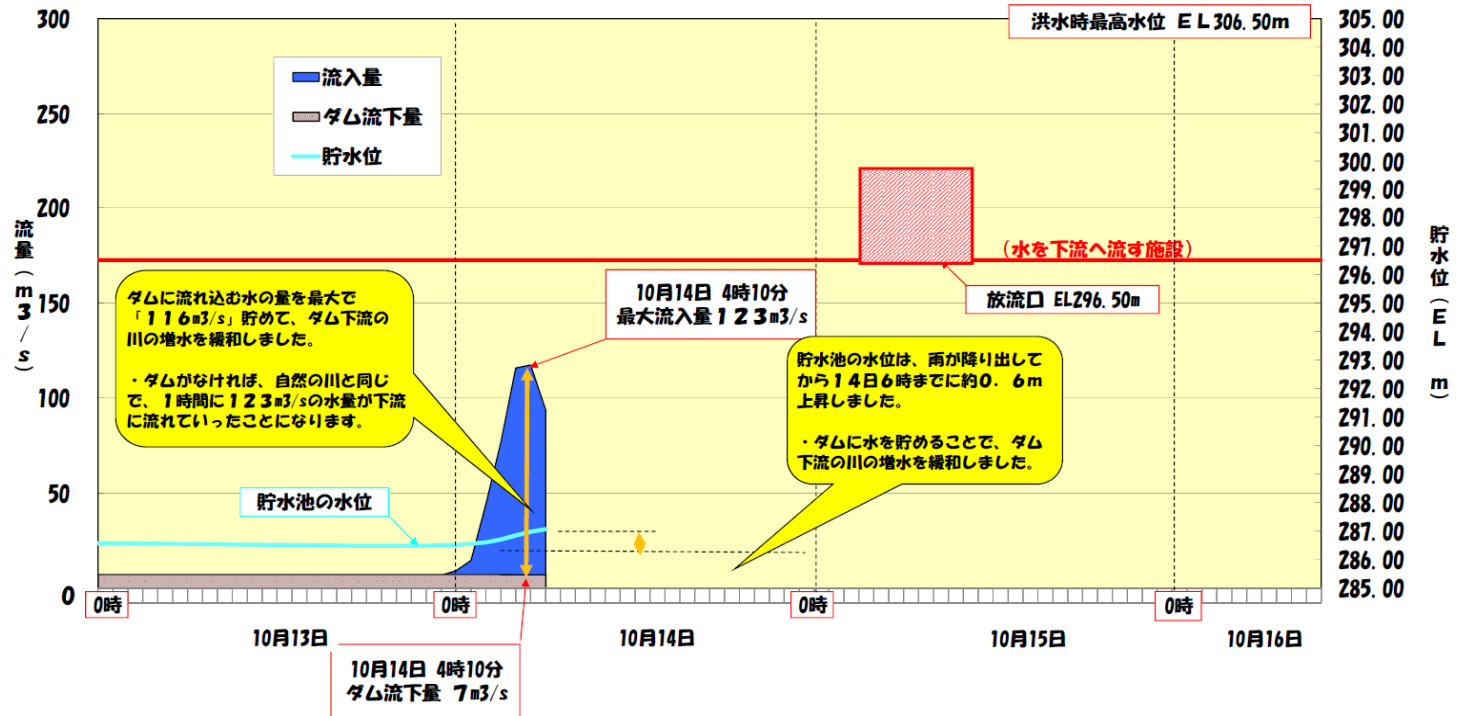 洪水時最高水位 EL306.50m
流入量
ダム流下量
貯水位
300
250
200
150
100
50
0
流量(m3/s)
305.00
304.00
303.00
302.00
301.00
300.00
299.00
298.00
297.00
296.00
295.00
294.00
293.00
292.00
291.00
290.00
289.00
288.00
287.00
286.00
285.00
貯水位(EL m)
(水を下流へ流す施設)
放流口 EL296.50m
10月14日 4時10分
最大流入量123m3/s
ダムに流れ込む水の量を最大で
「116m3/s」貯めて、ダム下流の
川の増水を緩和しました。
・ダムがなければ、自然の川と同じ
で、1時間に123m3/sの水量が下流
に流れていったことになります。
貯水池の水位は、雨が降り出して
から14日6時までに約0.6m
上昇しました。
・ダムに水を貯めることで、ダム
下流の川の増水を緩和しました。
貯水池の水位
0時
0時
0時
0時
10月13日
10月14日
10月15日
10月16日
10月14日 4時10分
ダム流下量 7m3/s